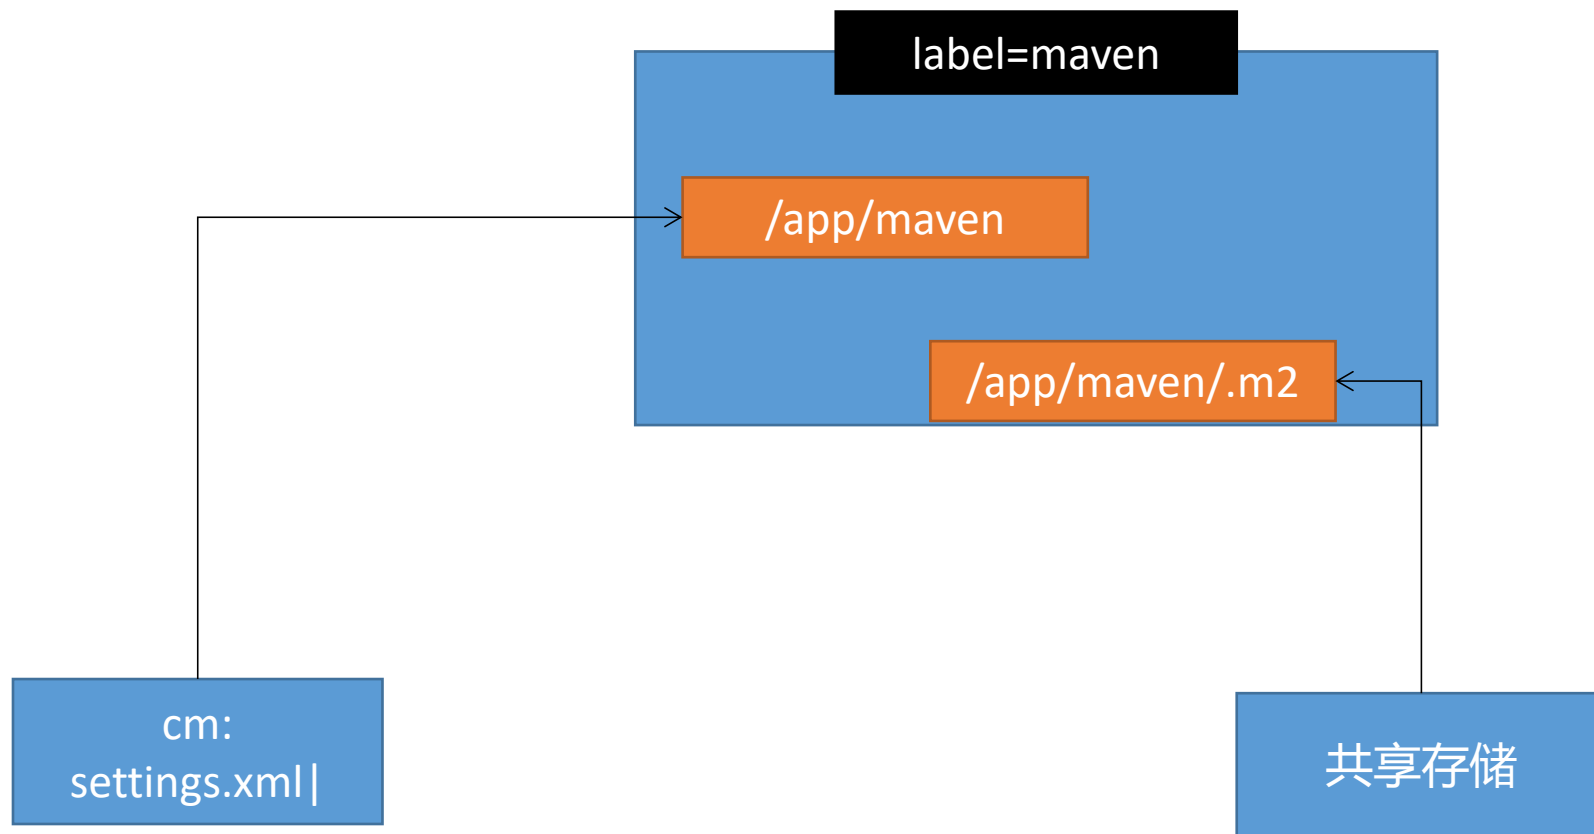 label=maven
/app/maven
/app/maven/.m2
cm:
settings.xml|
共享存储